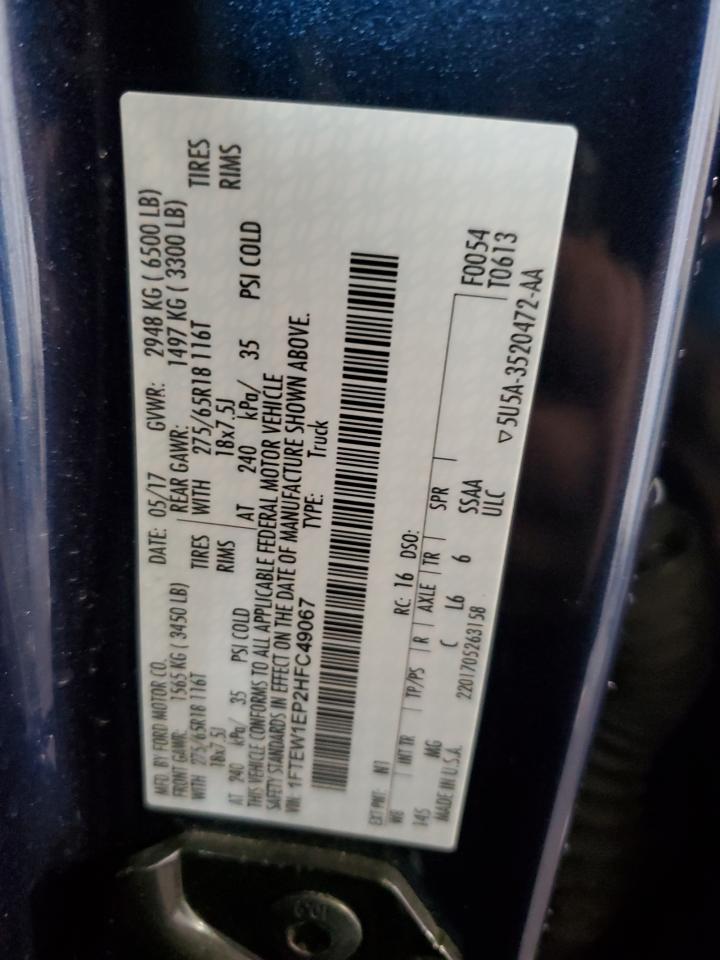 MFD. BY FORD MOTOR CO. DATE: 05/17 GVWR: 2948 KG ( 6500 LB)
FRONT GAWR: 1565 KG ( 3450 LB) REAR GAWR: 1497 KG ( 3300 LB)
WITH 275/65R18 116T TIRES WITH 275/65R18 116T TIRES
18x7.5J RIMS 18x7.5J RIMS
AT 240 kPa/ 35 PSI COLD AT 240 kPa/ 35 PSI COLD
THIS VEHICLE CONFORMS TO ALL APPLICABLE FEDERAL MOTOR VEHICLE
SAFETY STANDARDS IN EFFECT ON THE DATE OF MANUFACTURE SHOWN ABOVE.
VIN: 1FTEW1EP2HFC49067 TYPE: Truck
F0054
T0613
EXT PNT: N1 RC: 16 DSO:
WB INT TR TP/PS R AXLE TR SPR
145 MG C L6 6 SSAA
MADE IN U.S.A. 2201705263158 ULC
▽5U5A-3520472-AA